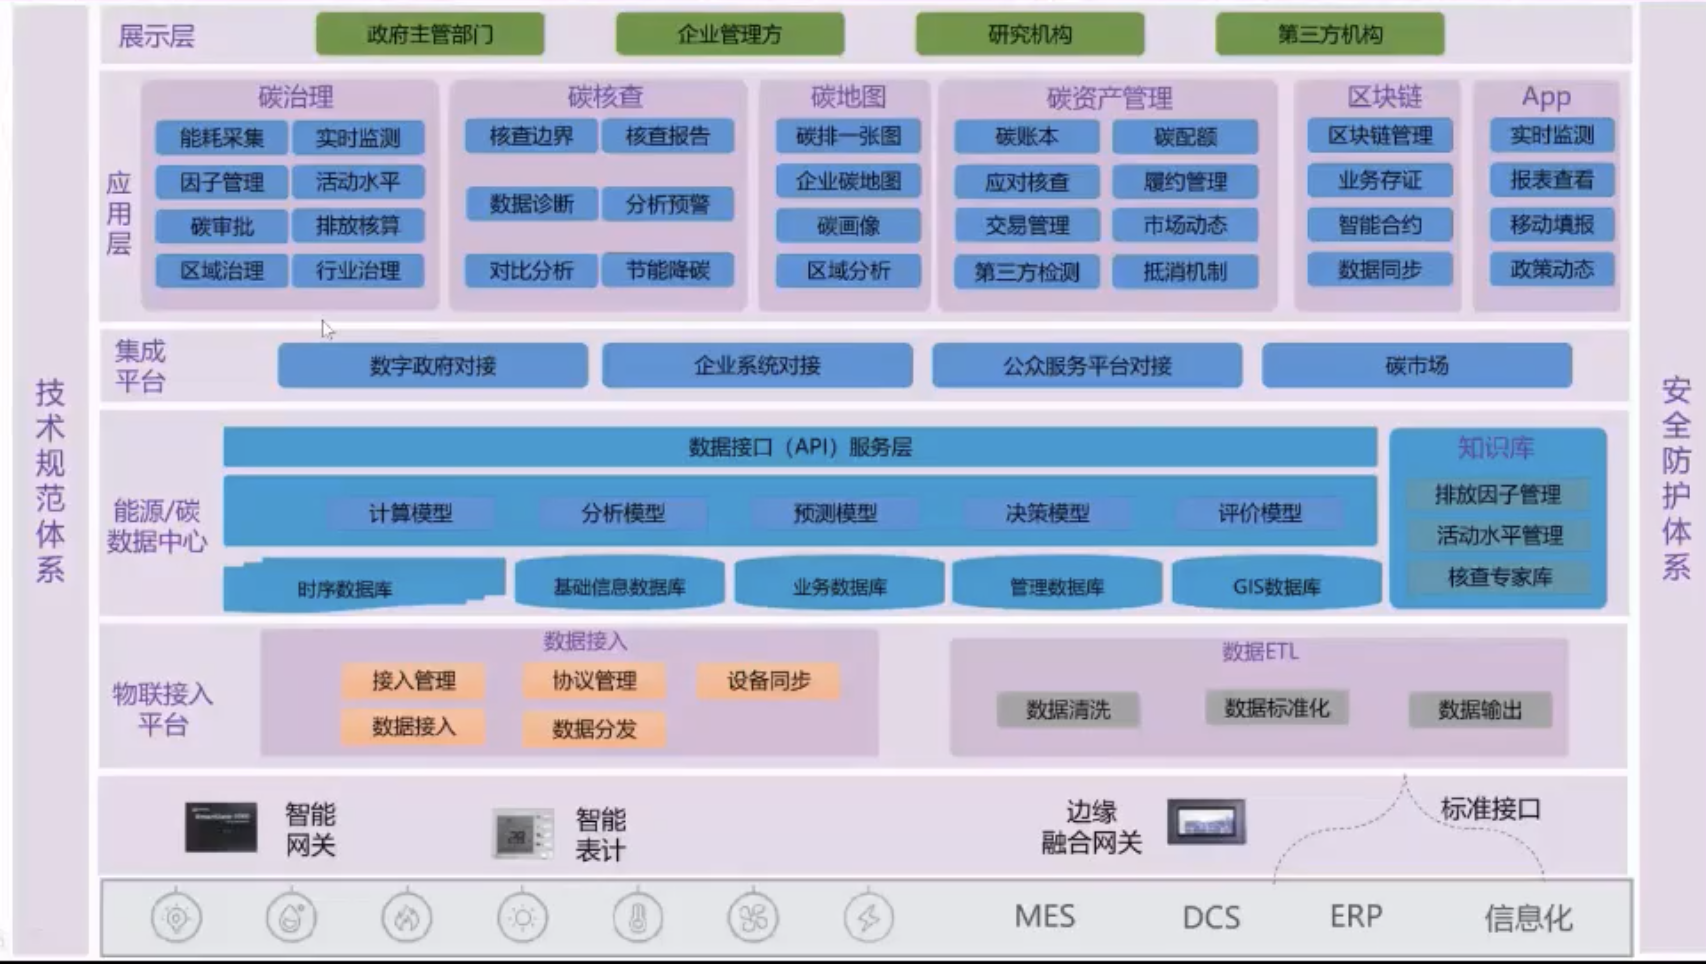 展示层
政府主管部门
企业管理方
研究机构
第三方机构
应用层
碳治理
能耗采集
实时监测
因子管理
活动水平
碳审批
排放核算
区域治理
行业治理
碳核查
核查边界
核查报告
数据诊断
分析预警
对比分析
节能降碳
碳地图
碳排一张图
企业碳地图
碳画像
区域分析
碳资产管理
碳账本
碳配额
应对核查
履约管理
交易管理
市场动态
第三方检测
抵消机制
区块链
区块链管理
业务存证
智能合约
数据同步
App
实时监测
报表查看
移动填报
政策动态
集成
平台
数字政府对接
企业系统对接
公众服务平台对接
碳市场
技术规范体系
安全防护体系
能源/碳
数据中心
数据接口（API）服务层
计算模型
分析模型
预测模型
决策模型
评价模型
时序数据库
基础信息数据库
业务数据库
管理数据库
GIS数据库
知识库
排放因子管理
活动水平管理
核查专家库
物联接入
平台
数据接入
接入管理
协议管理
设备同步
数据接入
数据分发
数据ETL
数据清洗
数据标准化
数据输出
智能
网关
智能
表计
边缘
融合网关
标准接口
MES
DCS
ERP
信息化